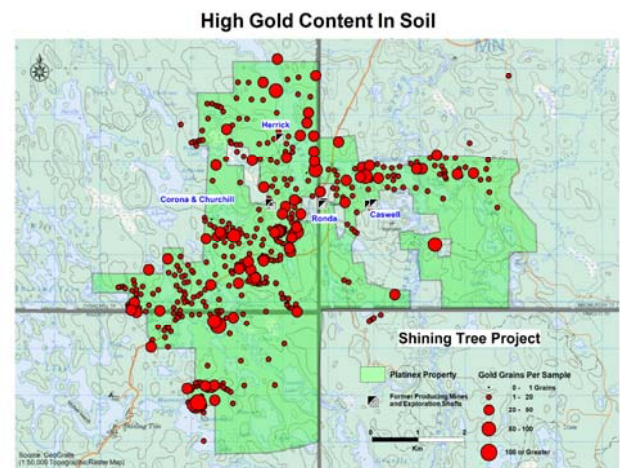 High Gold Content In Soil
MN
Herrick
Corona & Churchill
Ronda
Caswell
Shining Tree Project
Platinex Property
Former Producing Mines
and Exploration Shafts
Gold Grains Per Sample
0 - 1 Grains
1 - 20
20 - 50
50 - 100
100 or Greater
0 1 2
Km
Shining Tree
Source: GeoGratis
(1:50,000 Topographic Raster Map)